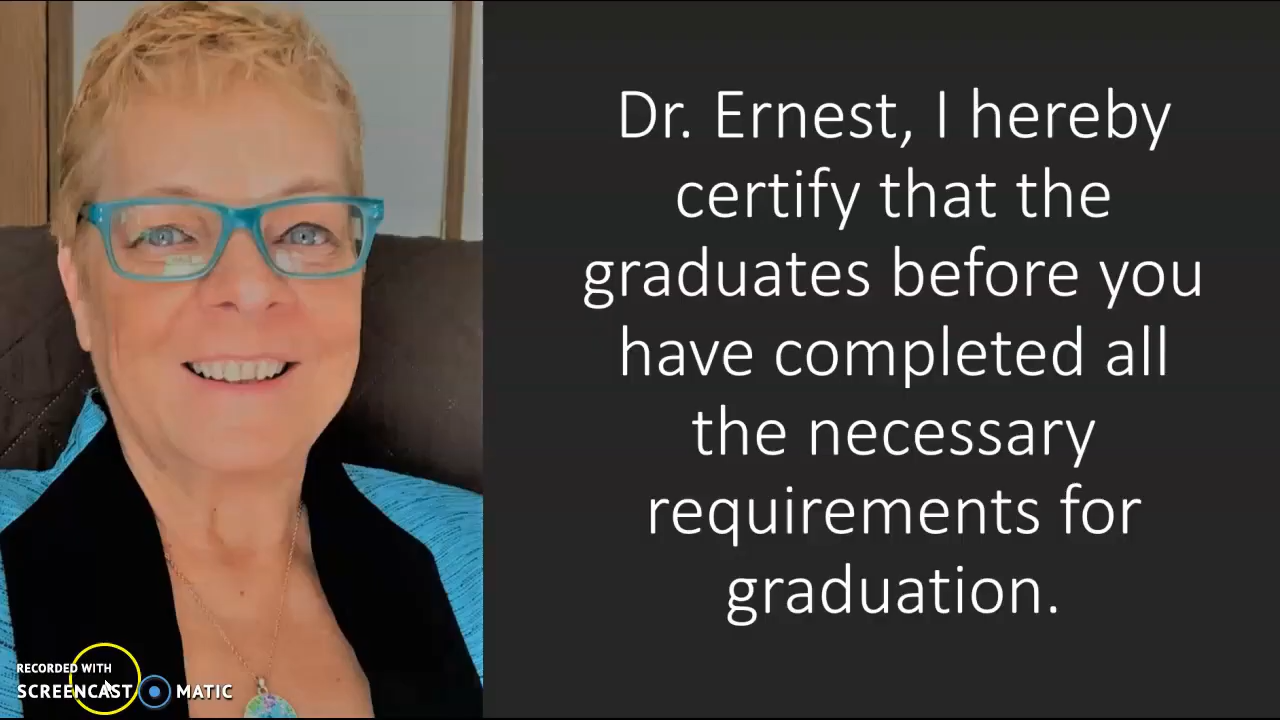 Dr. Ernest, I hereby
certify that the
graduates before you
have completed all
the necessary
requirements for
graduation.
RECORDED WITH
SCREENCAST MATIC